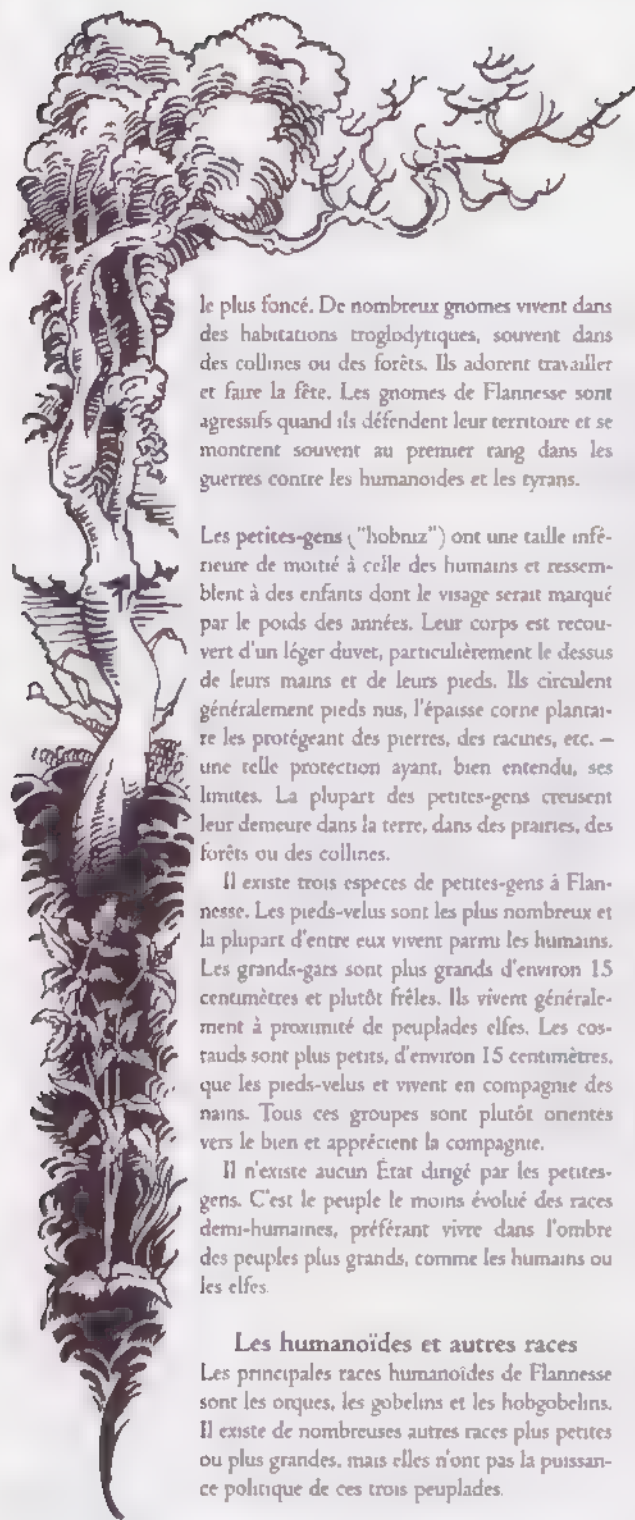 le plus foncé. De nombreux gnomes vivent dans
des habitations troglodytiques, souvent dans
des collines ou des forêts. Ils adorent travailler
et faire la fête. Les gnomes de Flannesse sont
agressifs quand ils défendent leur territoire et se
montrent souvent au premier rang dans les
guerres contre les humanoïdes et les tyrans.
Les petites-gens ("hobniz") ont une taille infé-
rieure de moitié à celle des humains et ressem-
blent à des enfants dont le visage serait marqué
par le poids des années. Leur corps est recou-
vert d'un léger duvet, particulièrement le dessus
de leurs mains et de leurs pieds. Ils circulent
généralement pieds nus, l'épaisse corne plantai-
re les protégeant des pierres, des racines, etc. –
une telle protection ayant, bien entendu, ses
limites. La plupart des petites-gens creusent
leur demeure dans la terre, dans des prairies, des
forêts ou des collines.
Il existe trois especes de petites-gens à Flan-
nesse. Les pieds-velus sont les plus nombreux et
la plupart d'entre eux vivent parmi les humains.
Les grands-gars sont plus grands d'environ 15
centimètres et plutôt frêles. Ils vivent générale-
ment à proximité de peuplades elfes. Les cos-
tauds sont plus petits, d'environ 15 centimètres,
que les pieds-velus et vivent en compagnie des
nains. Tous ces groupes sont plutôt orientés
vers le bien et apprécient la compagnie.
Il n'existe aucun État dirigé par les petites-
gens. C'est le peuple le moins évolué des races
demi-humaines, préférant vivre dans l'ombre
des peuples plus grands, comme les humains ou
les elfes.
Les humanoïdes et autres races
Les principales races humanoïdes de Flannesse
sont les orques, les gobelins et les hobgobelins.
Il existe de nombreuses autres races plus petites
ou plus grandes, mais elles n'ont pas la puissan-
ce politique de ces trois peuplades.